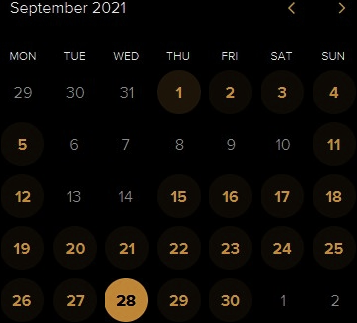 September 2021
MON TUE WED THU FRI SAT SUN
29 30 31 1 2 3 4
5 6 7 8 9 10 11
12 13 14 15 16 17 18
19 20 21 22 23 24 25
26 27 28 29 30 1 2